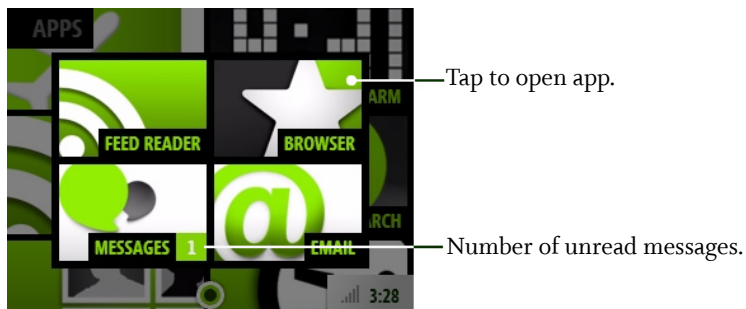 APPS
Tap to open app.
ARM
FEED READER
BROWSER
@
RCH
MESSAGES 1
EMAIL
Number of unread messages.
3:28